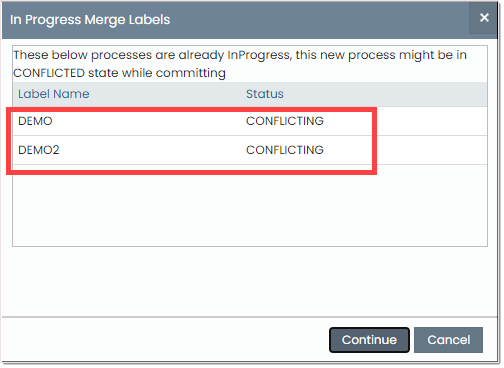 In Progress Merge Labels
These below processes are already InProgress, this new process might be in
CONFLICTED state while committing
Label Name Status
DEMO CONFLICTING
DEMO2 CONFLICTING
Continue Cancel